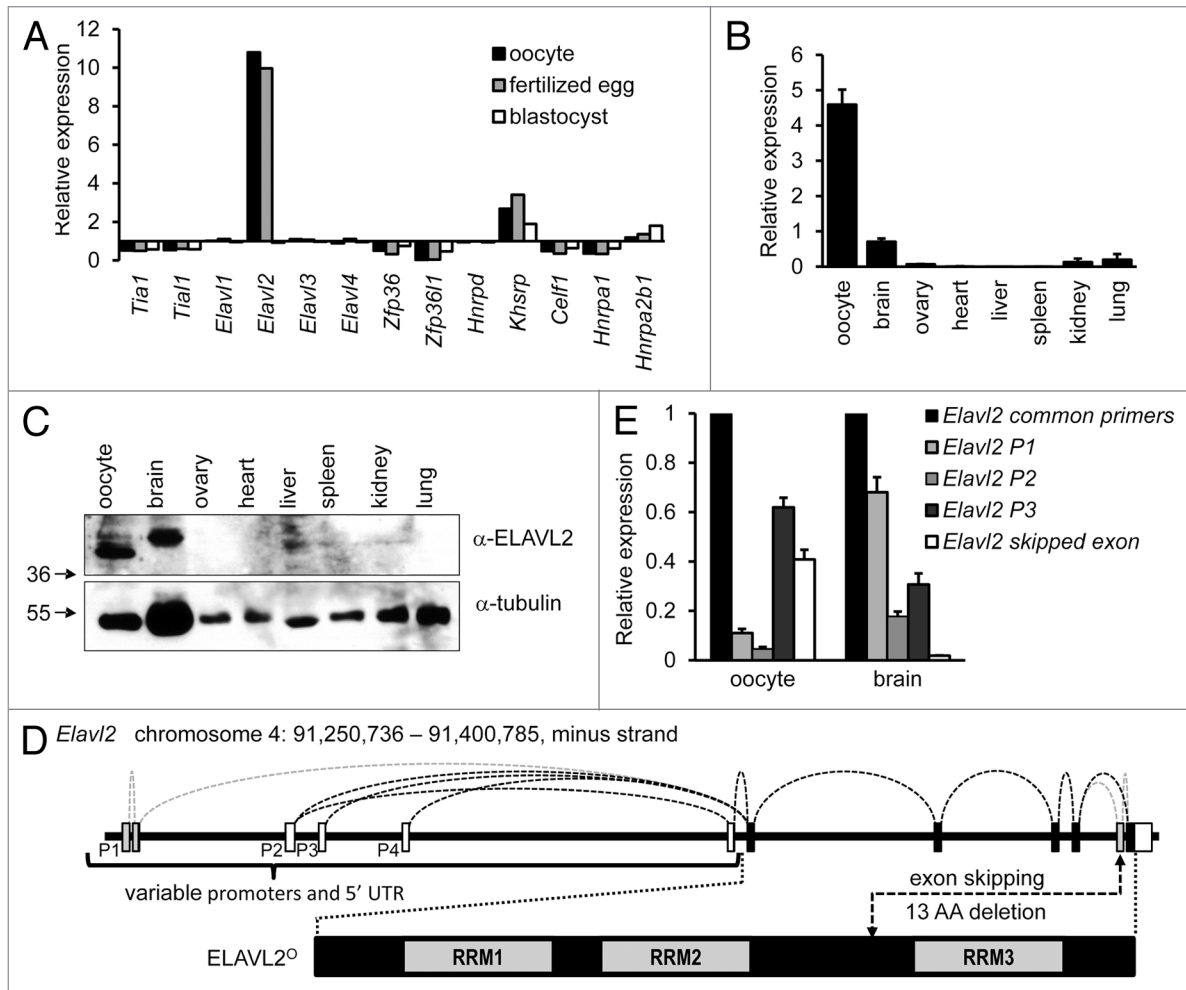 A
Relative expression
12
10
8
6
4
2
0
oocyte
fertilized egg
blastocyst
Tia1
Tial1
Elavl1
Elavl2
Elavl3
Elavl4
Zfp36
Zfp36l1
Hnrpd
Khsrp
Celf1
Hnrpa1
Hnrpa2b1
B
Relative expression
6
5
4
3
2
1
0
oocyte
brain
ovary
heart
liver
spleen
kidney
lung
C
oocyte
brain
ovary
heart
liver
spleen
kidney
lung
α-ELAVL2
36
55
α-tubulin
E
Relative expression
1
0.8
0.6
0.4
0.2
0
oocyte
brain
Elavl2 common primers
Elavl2 P1
Elavl2 P2
Elavl2 P3
Elavl2 skipped exon
D
Elavl2 chromosome 4: 91,250,736 – 91,400,785, minus strand
P1
P2
P3
P4
variable promoters and 5' UTR
exon skipping
13 AA deletion
ELAVL2ᴼ
RRM1
RRM2
RRM3